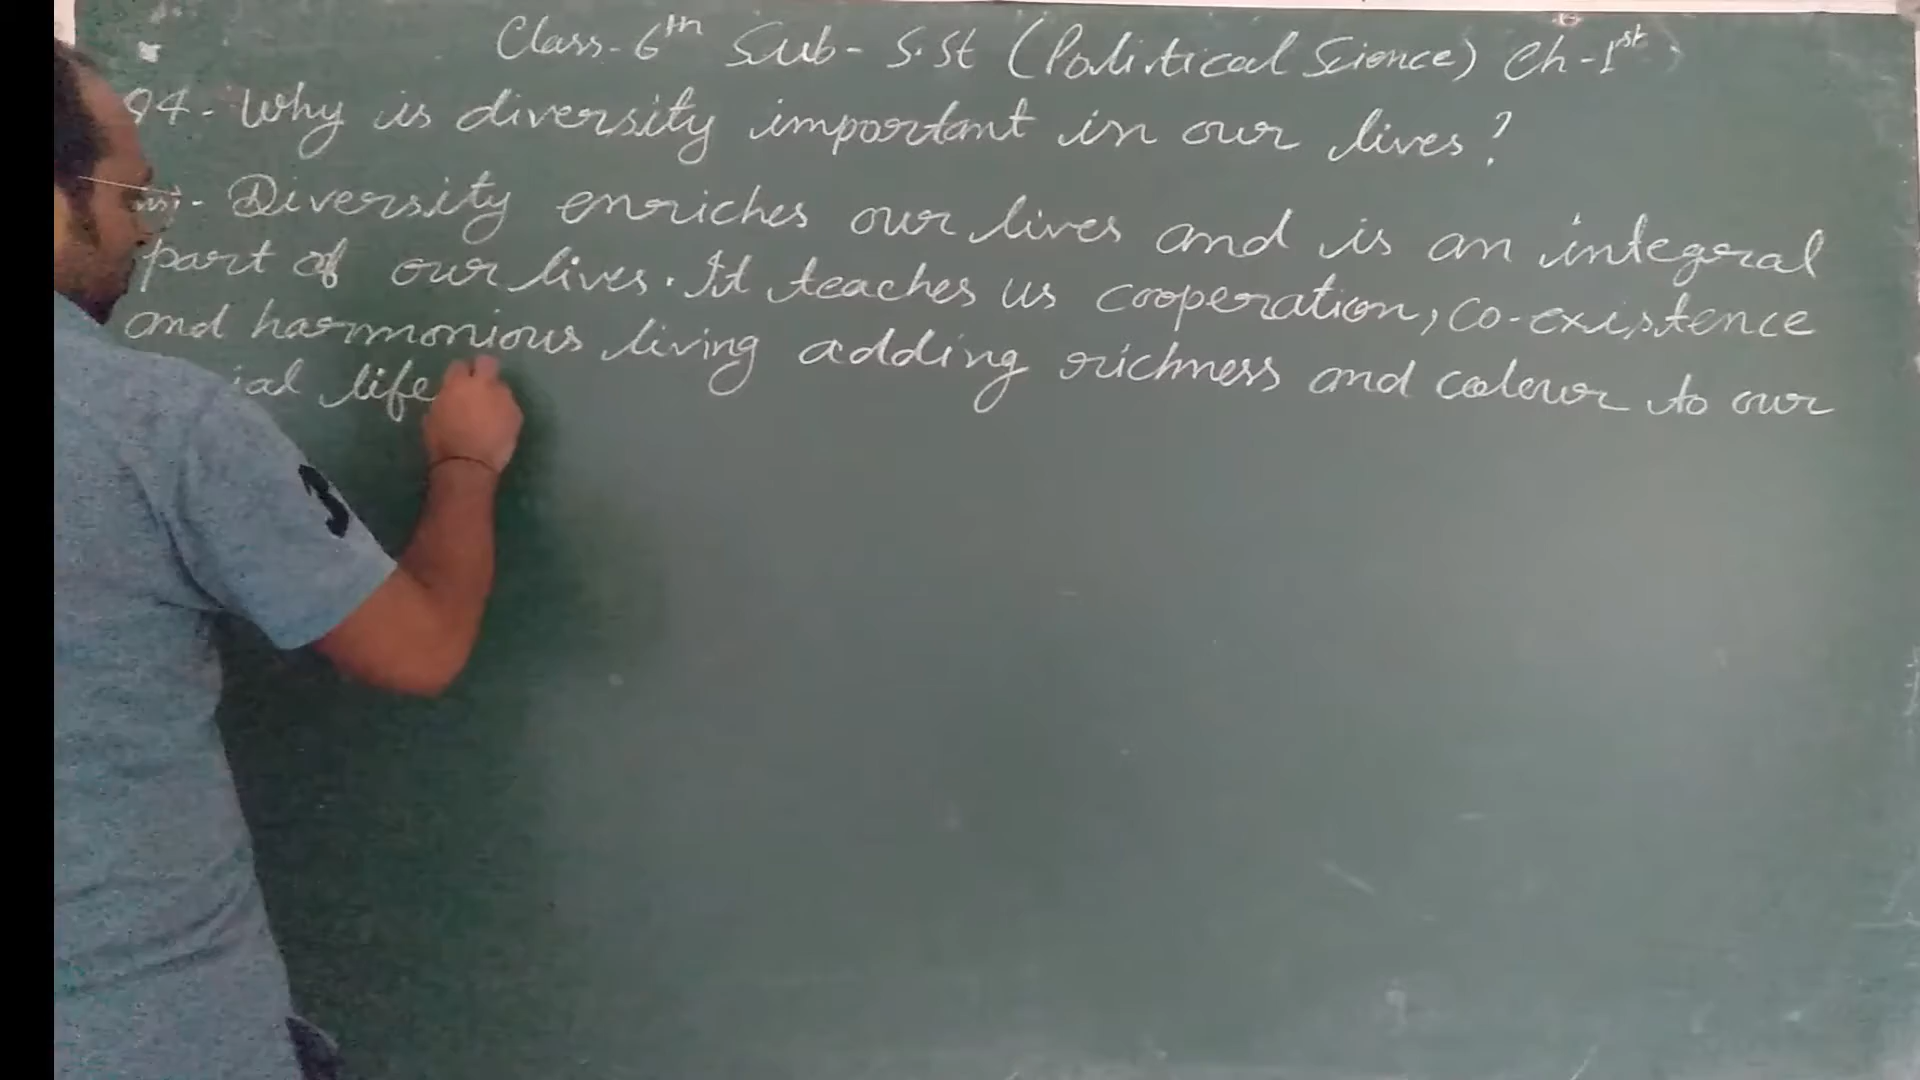 Class-6th Sub- S.St (Political Science) Ch-1st
Q4- Why is diversity important in our lives?
- Diversity enriches our lives and is an integral
part of our lives. It teaches us cooperation, co-existence
and harmonious living adding richness and colour to our
life
3